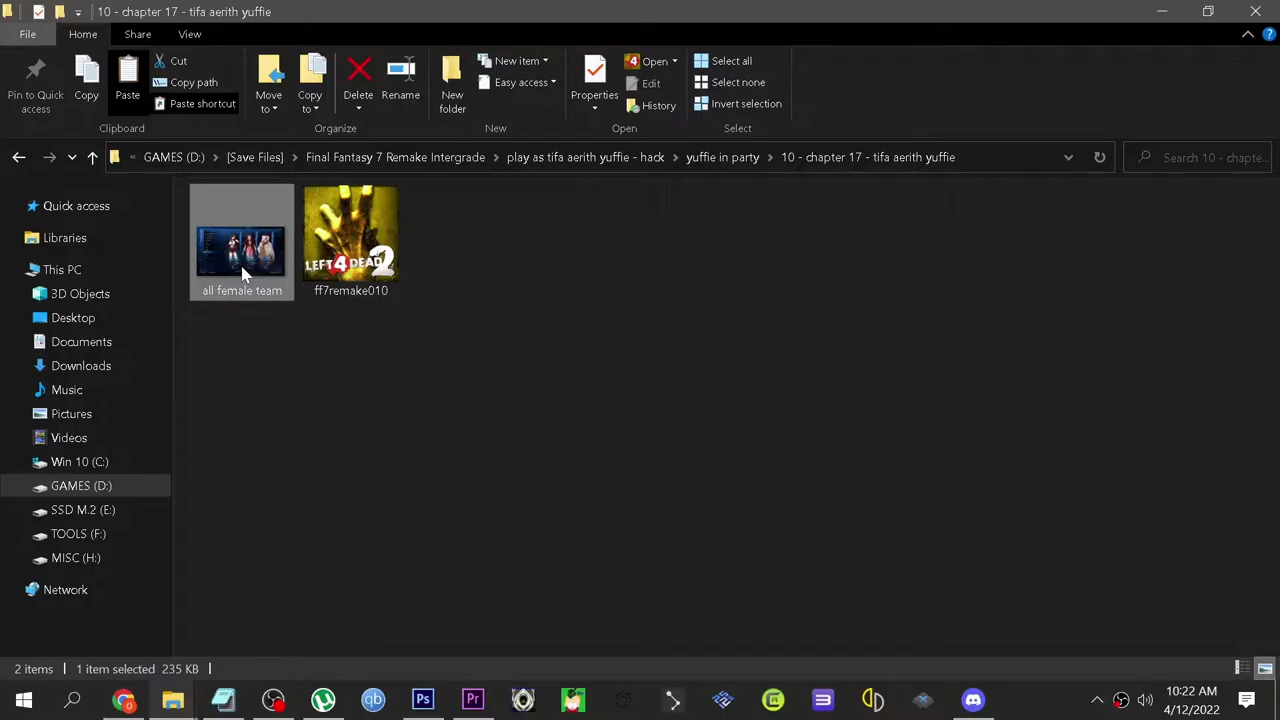 10 - chapter 17 - tifa aerith yuffie
File Home Share View
Pin to Quick access
Copy
Paste
Cut
Copy path
Paste shortcut
Move to
Copy to
Delete
Rename
New folder
New item
Easy access
Properties
Open
Edit
History
Select all
Select none
Invert selection
Clipboard Organize New Open Select
« GAMES (D:) > [Save Files] > Final Fantasy 7 Remake Intergrade > play as tifa aerith yuffie - hack > yuffie in party > 10 - chapter 17 - tifa aerith yuffie
Search 10 - chapte...
Quick access
Libraries
This PC
3D Objects
Desktop
Documents
Downloads
Music
Pictures
Videos
Win 10 (C:)
GAMES (D:)
SSD M.2 (E:)
TOOLS (F:)
MISC (H:)
Network
LEFT 4 DEAD 2
all female team
ff7remake010
2 items 1 item selected 235 KB
Ps
Pr
qb
10:22 AM
4/12/2022